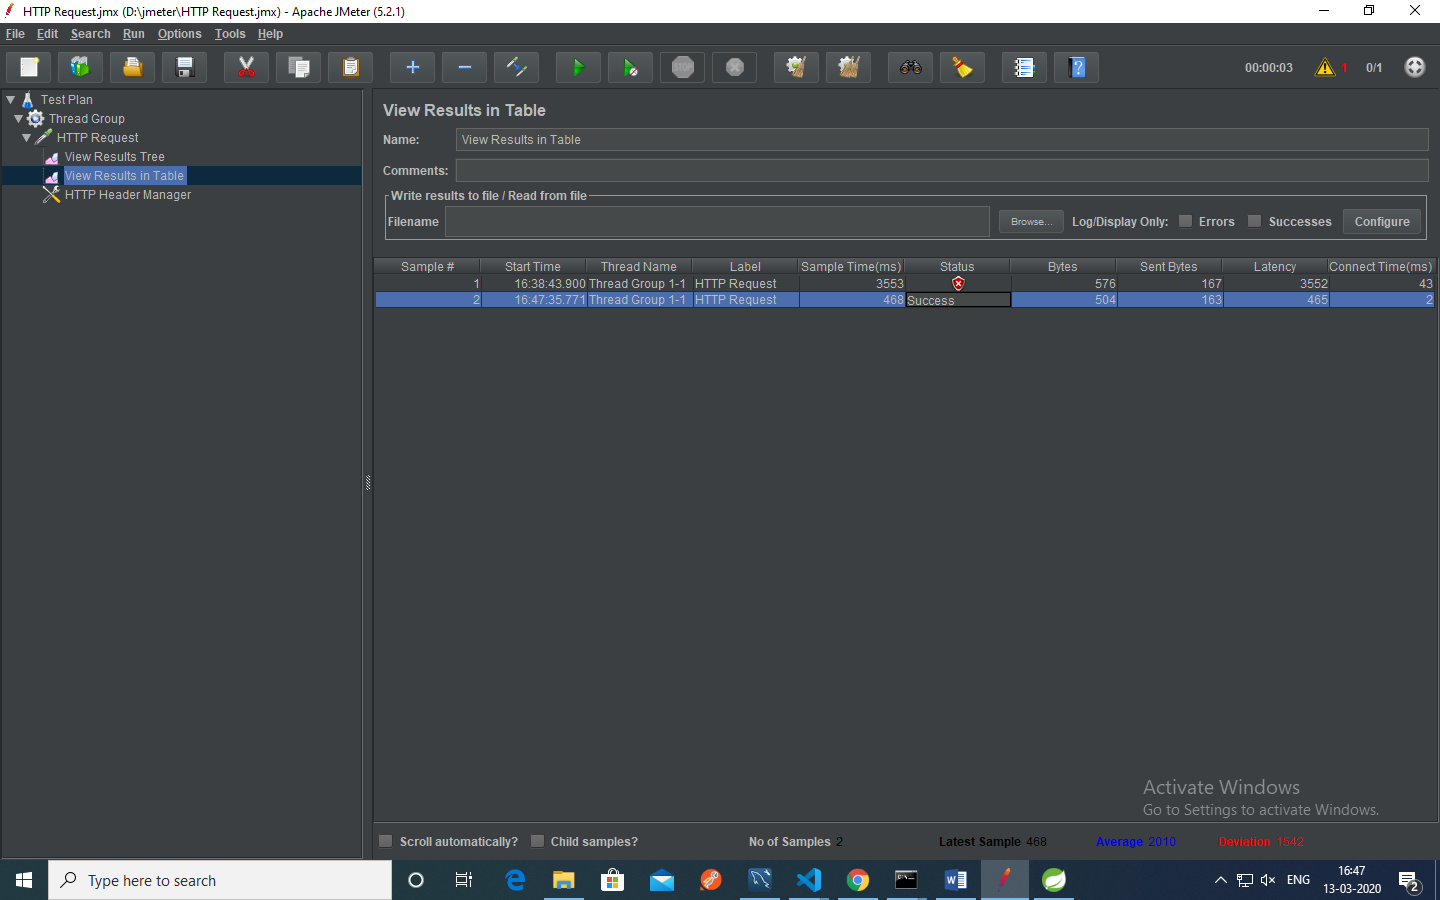 HTTP Request.jmx (D:\jmeter\HTTP Request.jmx) - Apache JMeter (5.2.1)
File Edit Search Run Options Tools Help
STOP 00:00:03 1 0/1
Test Plan
Thread Group
HTTP Request
View Results Tree
View Results in Table
HTTP Header Manager
View Results in Table
Name: View Results in Table
Comments:
Write results to file / Read from file
Filename Browse... Log/Display Only: Errors Successes Configure
Sample # Start Time Thread Name Label Sample Time(ms) Status Bytes Sent Bytes Latency Connect Time(ms)
1 16:38:43.900 Thread Group 1-1 HTTP Request 3553 576 167 3552 43
2 16:47:35.771 Thread Group 1-1 HTTP Request 468 Success 504 163 465 2
Activate Windows
Go to Settings to activate Windows.
Scroll automatically? Child samples? No of Samples 2 Latest Sample 468 Average 2010 Deviation 1542
Type here to search
ENG 16:47
13-03-2020
2